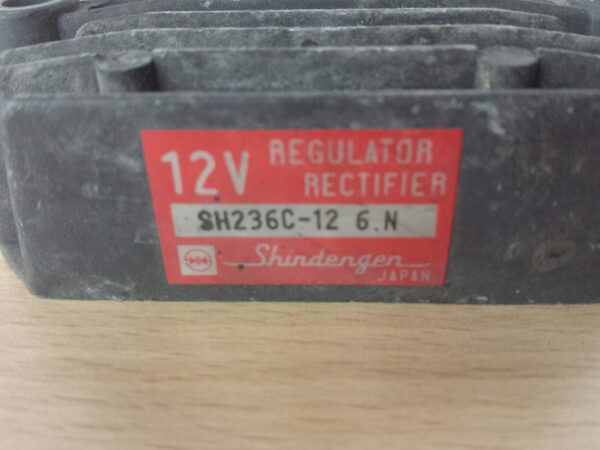 12V REGULATOR
RECTIFIER
SH236C-12 6.N
Shindengen
JAPAN